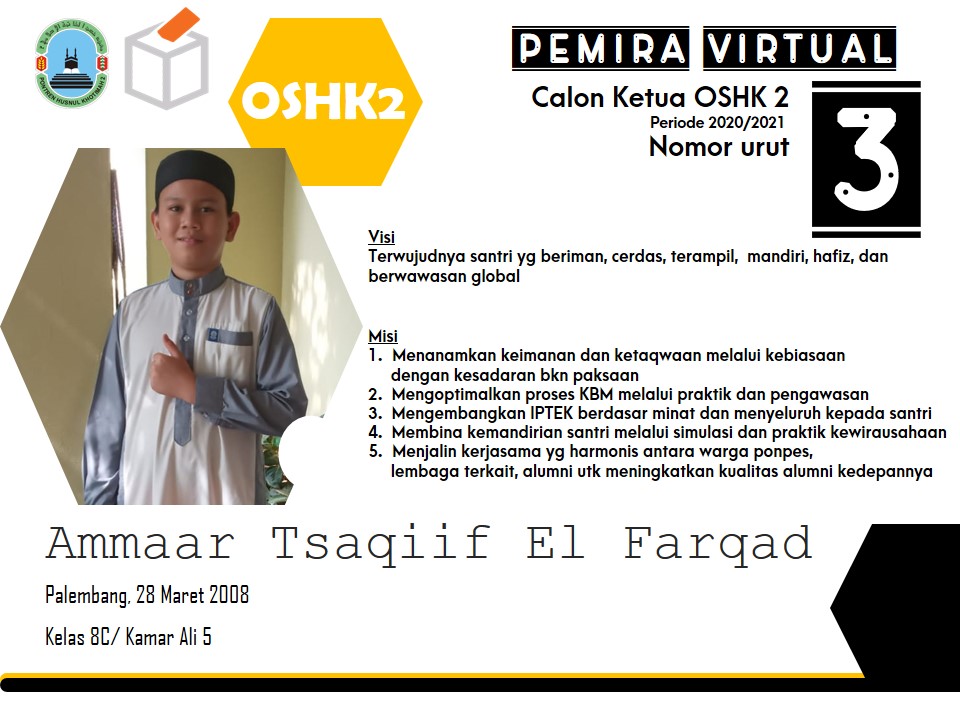 PONTREN HUSNUL KHOTIMAH 2
OSHK2
PEMIRA VIRTUAL
Calon Ketua OSHK 2
Periode 2020/2021
Nomor urut
3
Visi
Terwujudnya santri yg beriman, cerdas, terampil, mandiri, hafiz, dan
berwawasan global
Misi
1. Menanamkan keimanan dan ketaqwaan melalui kebiasaan
dengan kesadaran bkn paksaan
2. Mengoptimalkan proses KBM melalui praktik dan pengawasan
3. Mengembangkan IPTEK berdasar minat dan menyeluruh kepada santri
4. Membina kemandirian santri melalui simulasi dan praktik kewirausahaan
5. Menjalin kerjasama yg harmonis antara warga ponpes,
lembaga terkait, alumni utk meningkatkan kualitas alumni kedepannya
Ammaar Tsaqiif El Farqad
Palembang, 28 Maret 2008
Kelas 8C/ Kamar Ali 5